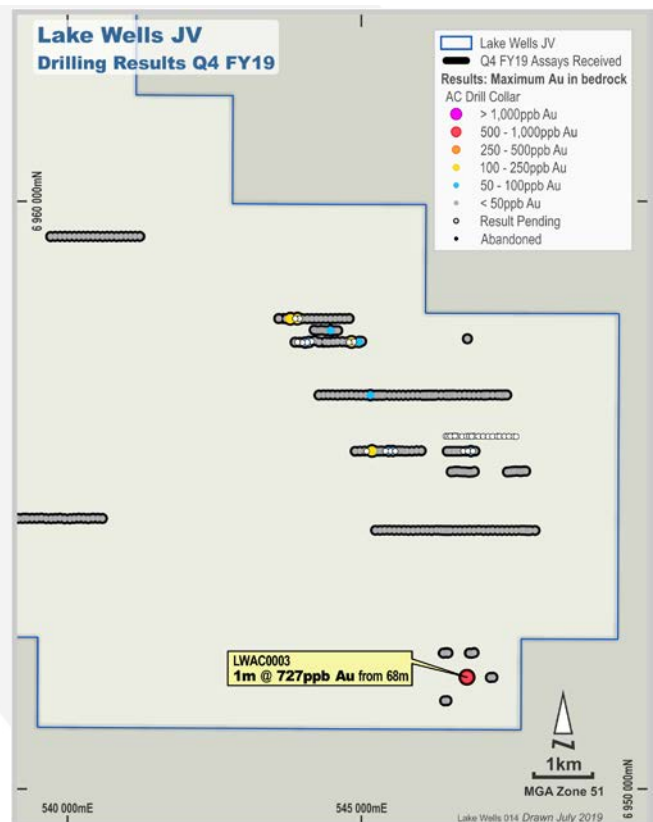 Lake Wells JV
Drilling Results Q4 FY19
Lake Wells JV
Q4 FY19 Assays Received
Results: Maximum Au in bedrock
AC Drill Collar
> 1,000ppb Au
500 - 1,000ppb Au
250 - 500ppb Au
100 - 250ppb Au
50 - 100ppb Au
< 50ppb Au
Result Pending
Abandoned
6 960 000mN
LWAC0003
1m @ 727ppb Au from 68m
N
1km
MGA Zone 51
6 950 000mN
540 000mE
545 000mE
Lake Wells 014 Drawn July 2019